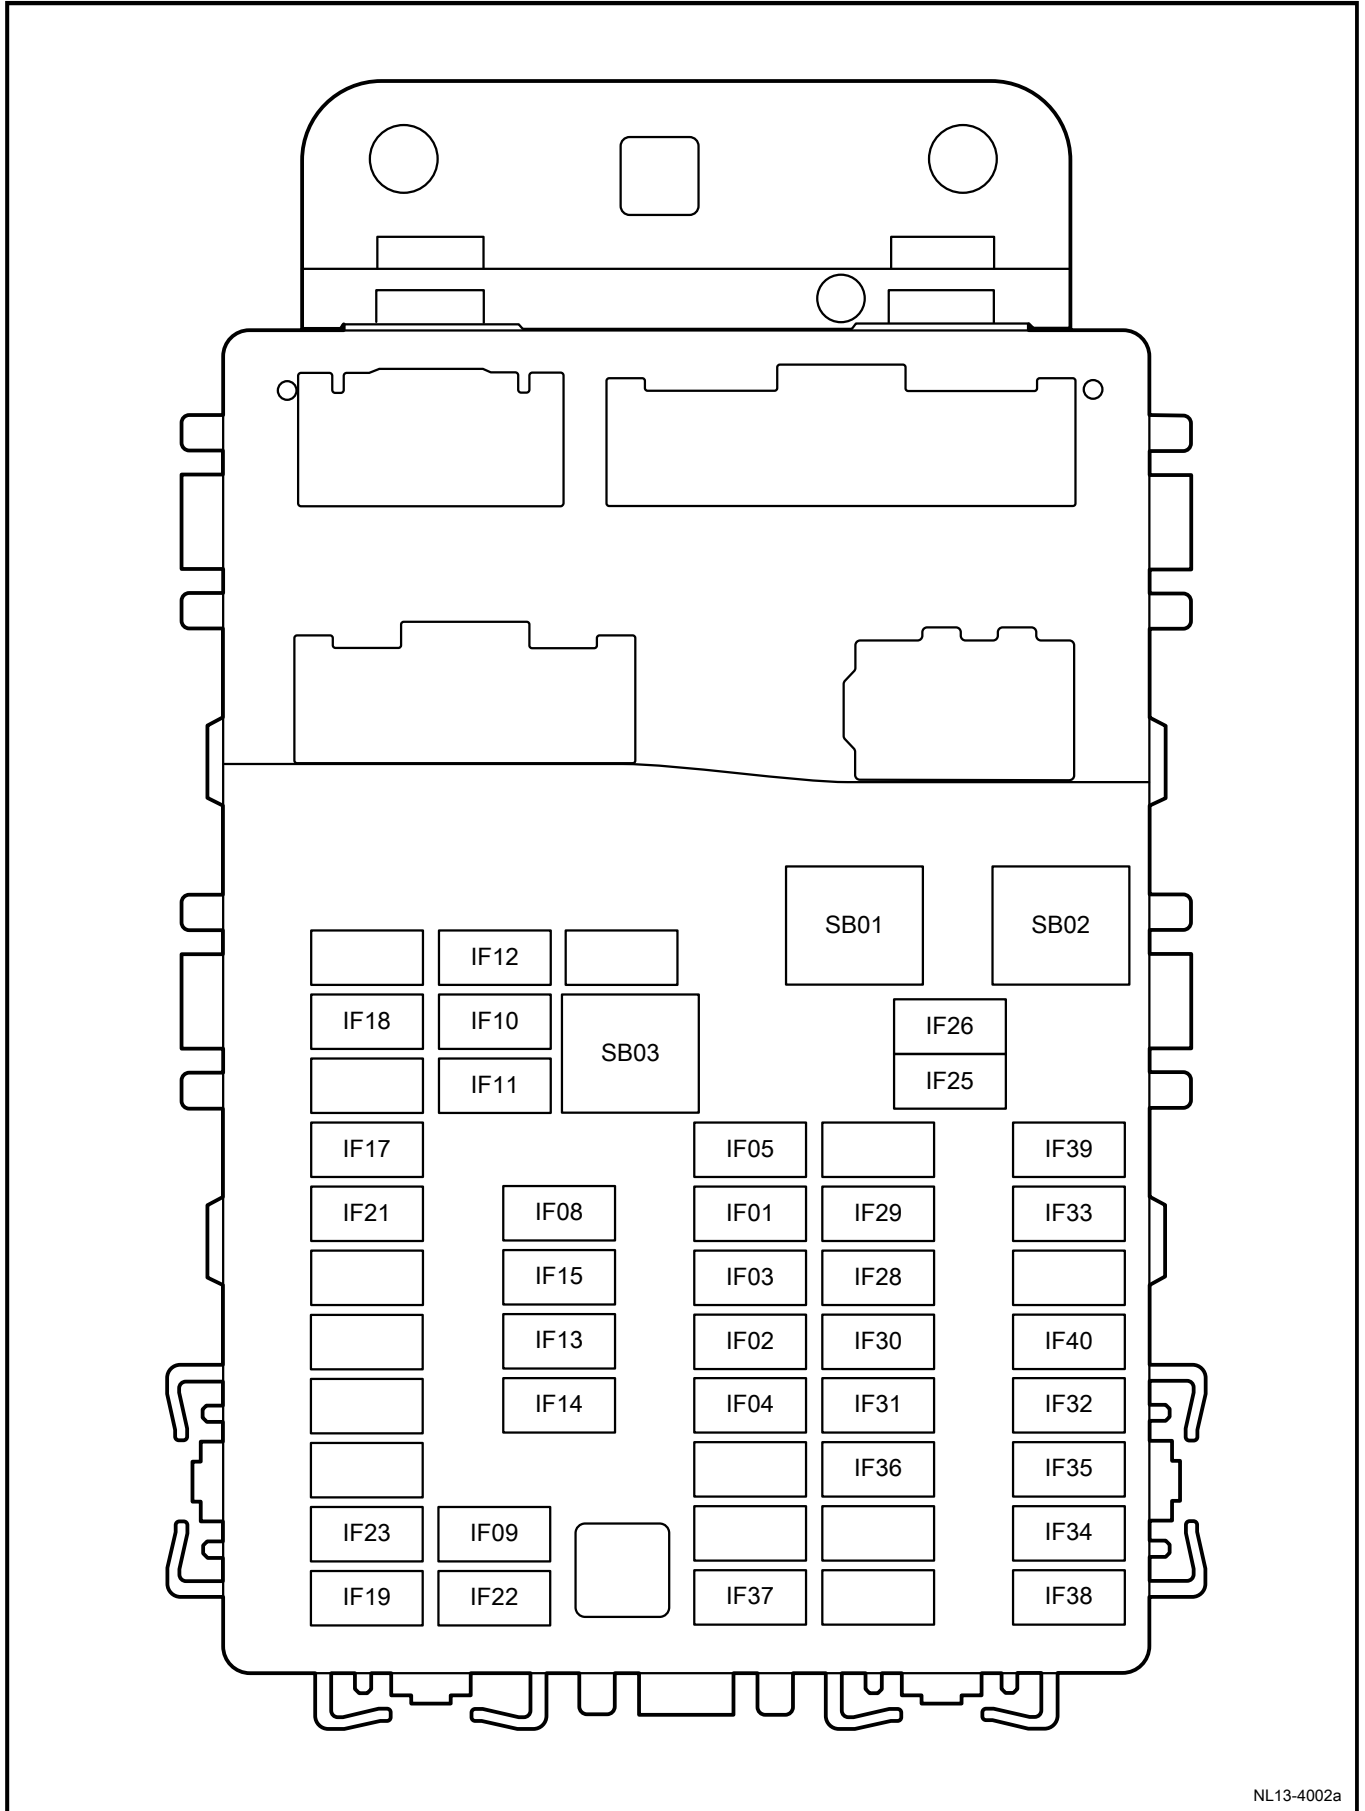 SB01 SB02
IF12
IF18 IF10 SB03 IF26
IF11 IF25
IF17 IF05 IF39
IF21 IF08 IF01 IF29 IF33
IF15 IF03 IF28
IF13 IF02 IF30 IF40
IF14 IF04 IF31 IF32
IF36 IF35
IF23 IF09 IF34
IF19 IF22 IF37 IF38
NL13-4002a